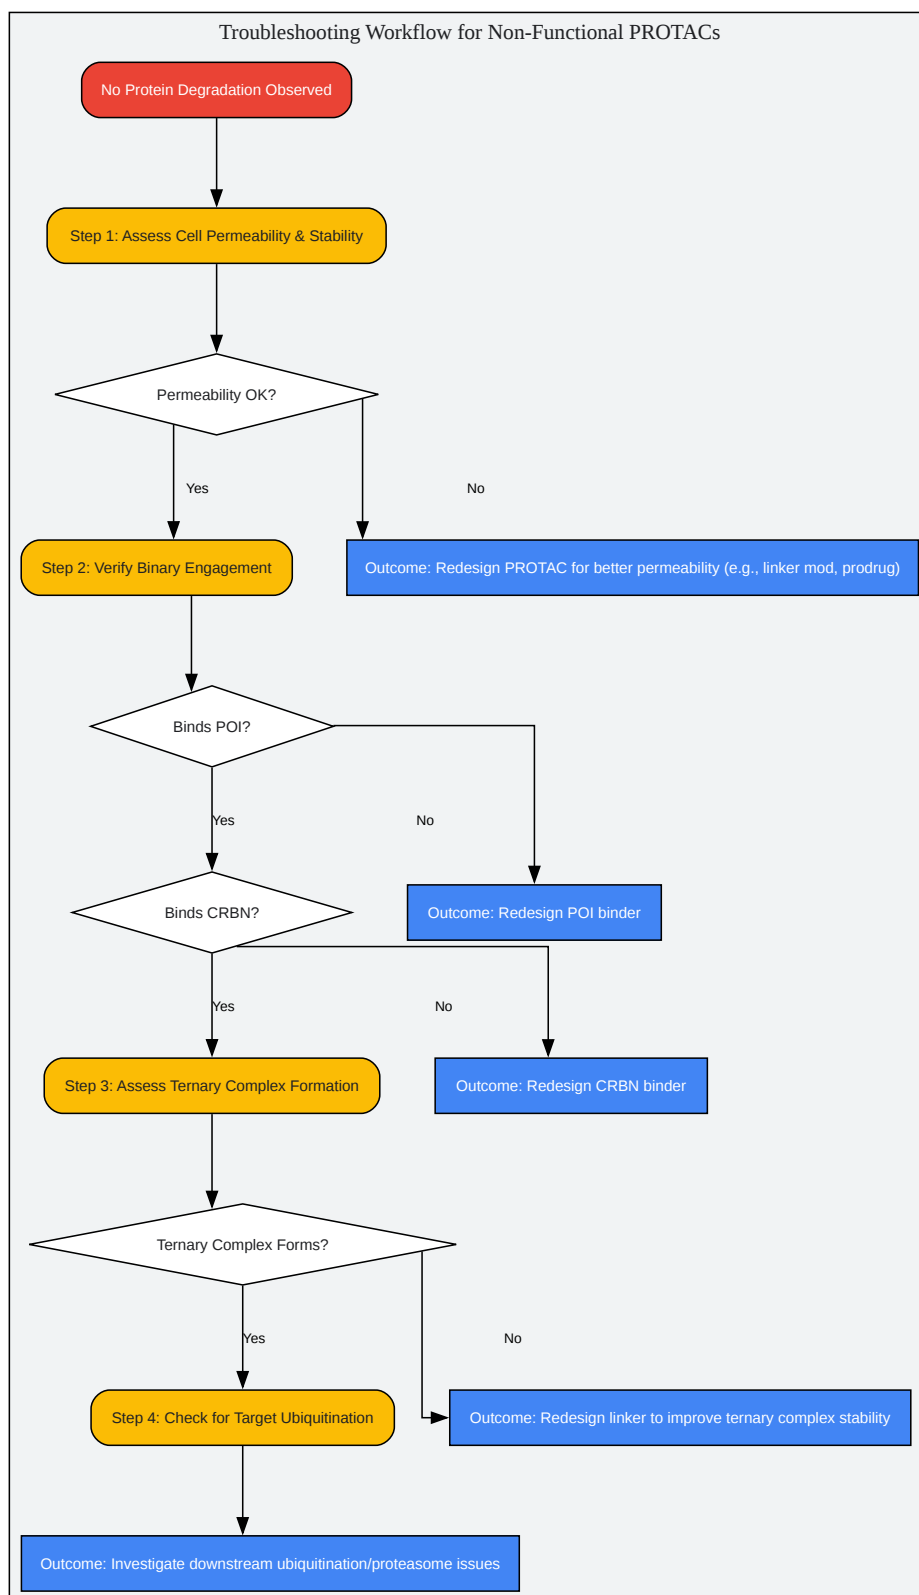 Troubleshooting Workflow for Non-Functional PROTACs
No Protein Degradation Observed
Step 1: Assess Cell Permeability & Stability
Permeability OK?
Yes
No
Step 2: Verify Binary Engagement
Outcome: Redesign PROTAC for better permeability (e.g., linker mod, prodrug)
Binds POI?
Yes
No
Binds CRBN?
Outcome: Redesign POI binder
Yes
No
Step 3: Assess Ternary Complex Formation
Outcome: Redesign CRBN binder
Ternary Complex Forms?
Yes
No
Step 4: Check for Target Ubiquitination
Outcome: Redesign linker to improve ternary complex stability
Outcome: Investigate downstream ubiquitination/proteasome issues